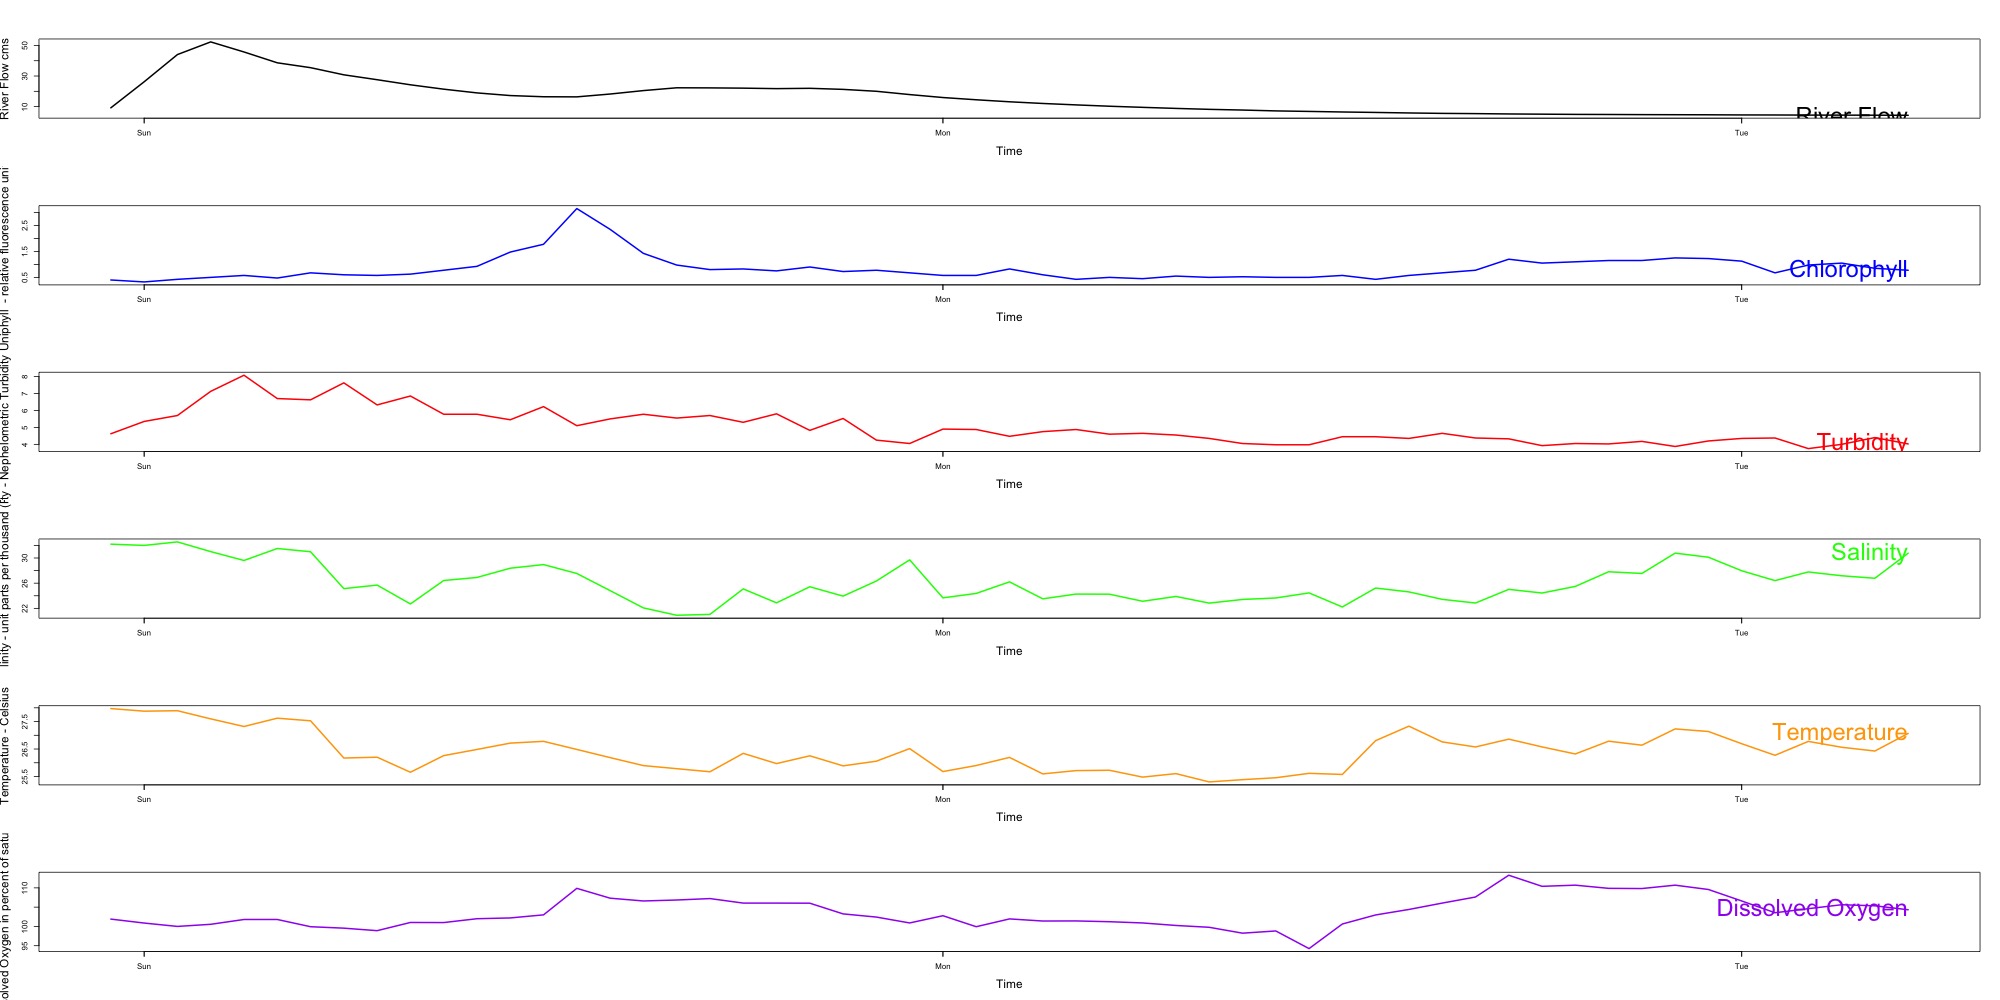 River Flow cms
50
30
10
River Flow
Sun Mon Tue
Time
relative fluorescence uni
2.5
1.5
0.5
Chlorophyll
Sun Mon Tue
Time
Nephelometric Turbidity Uni
8
7
6
5
4
Turbidity
Sun Mon Tue
Time
linity - unit parts per thousand
30
26
22
Salinity
Sun Mon Tue
Time
Temperature - Celsius
27.5
26.5
25.5
Temperature
Sun Mon Tue
Time
olved Oxygen in percent of satu
110
100
95
Dissolved Oxygen
Sun Mon Tue
Time